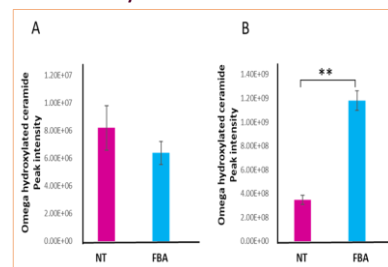 A
Omega hydroxylated ceramide
Peak intensity
1.20E+07
1.00E+07
8.00E+06
6.00E+06
4.00E+06
2.00E+06
0.00E+00
NT FBA
B
Omega hydroxylated ceramide
Peak intensity
1.40E+09
1.20E+09
1.00E+09
8.00E+08
6.00E+08
4.00E+08
2.00E+08
0.00E+00
**
NT FBA